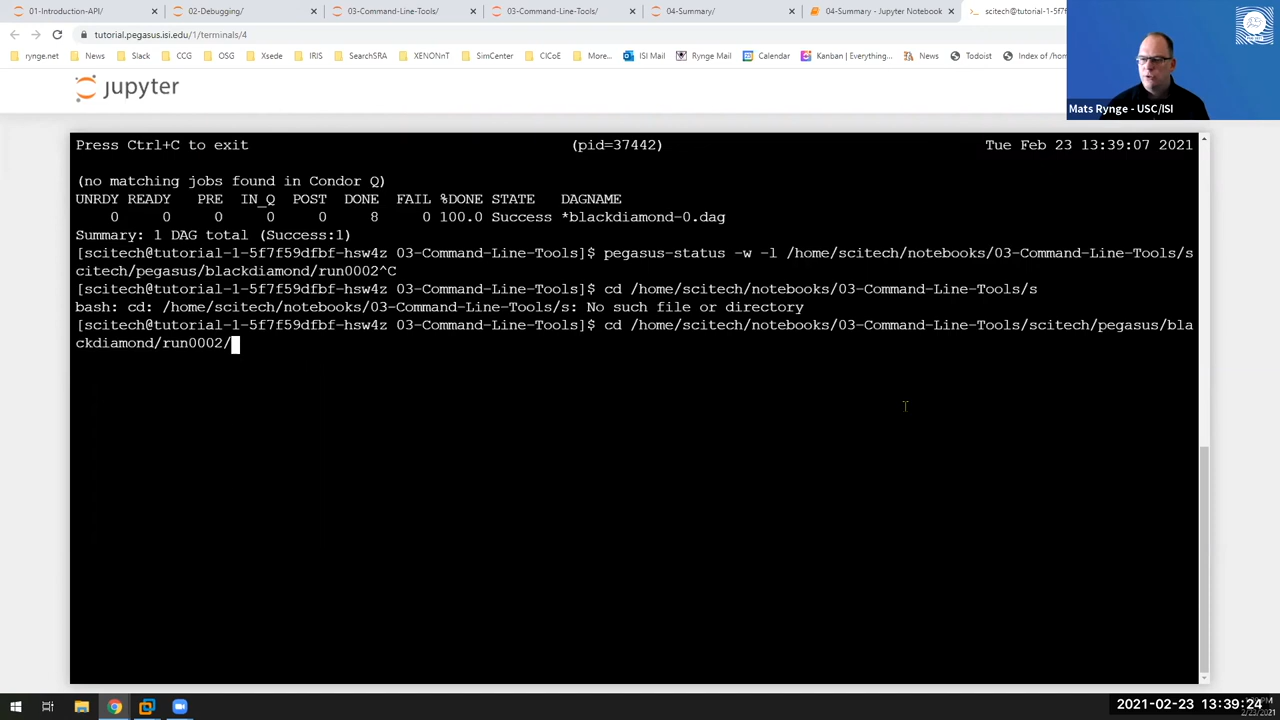 01-Introduction-API/
02-Debugging/
03-Command-Line-Tools/
03-Command-Line-Tools/
04-Summary/
04-Summary - Jupyter Notebook
scitech@tutorial-1-5f7f
tutorial.pegasus.isi.edu/1/terminals/4
rynge.net
News
Slack
CCG
OSG
Xsede
IRIS
SearchSRA
XENONnT
SimCenter
CICoE
More...
ISI Mail
Rynge Mail
Calendar
Kanban | Everything...
News
Todoist
Index of /hom
Mats Rynge - USC/ISI
jupyter
Press Ctrl+C to exit (pid=37442) Tue Feb 23 13:39:07 2021
(no matching jobs found in Condor Q)
UNRDY READY PRE IN_Q POST DONE FAIL %DONE STATE DAGNAME
0 0 0 0 0 8 0 100.0 Success *blackdiamond-0.dag
Summary: 1 DAG total (Success:1)
[scitech@tutorial-1-5f7f59dfbf-hsw4z 03-Command-Line-Tools]$ pegasus-status -w -l /home/scitech/notebooks/03-Command-Line-Tools/s
citech/pegasus/blackdiamond/run0002^C
[scitech@tutorial-1-5f7f59dfbf-hsw4z 03-Command-Line-Tools]$ cd /home/scitech/notebooks/03-Command-Line-Tools/s
bash: cd: /home/scitech/notebooks/03-Command-Line-Tools/s: No such file or directory
[scitech@tutorial-1-5f7f59dfbf-hsw4z 03-Command-Line-Tools]$ cd /home/scitech/notebooks/03-Command-Line-Tools/scitech/pegasus/bla
ckdiamond/run0002/
2021-02-23 13:39:24